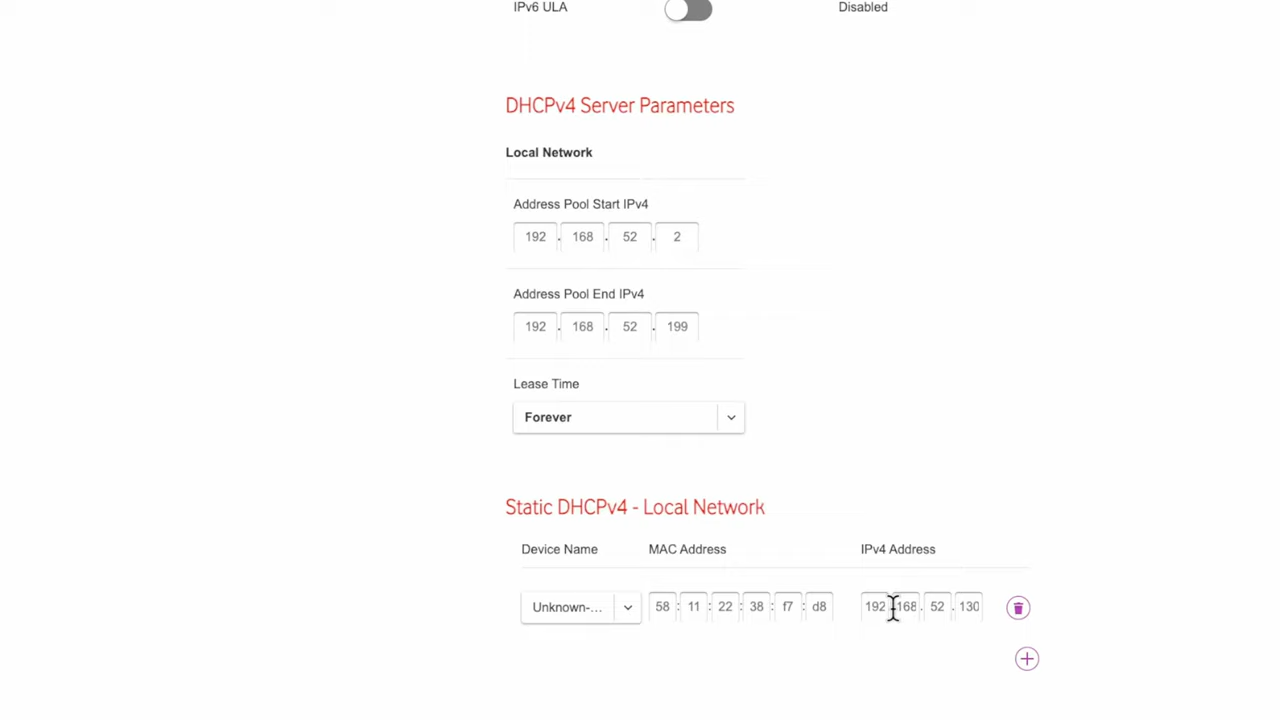 IPv6 ULA Disabled
DHCPv4 Server Parameters
Local Network
Address Pool Start IPv4
192 . 168 . 52 . 2
Address Pool End IPv4
192 . 168 . 52 . 199
Lease Time
Forever
Static DHCPv4 - Local Network
Device Name MAC Address IPv4 Address
Unknown-... 58 : 11 : 22 : 38 : f7 : d8 192 . 168 . 52 . 130